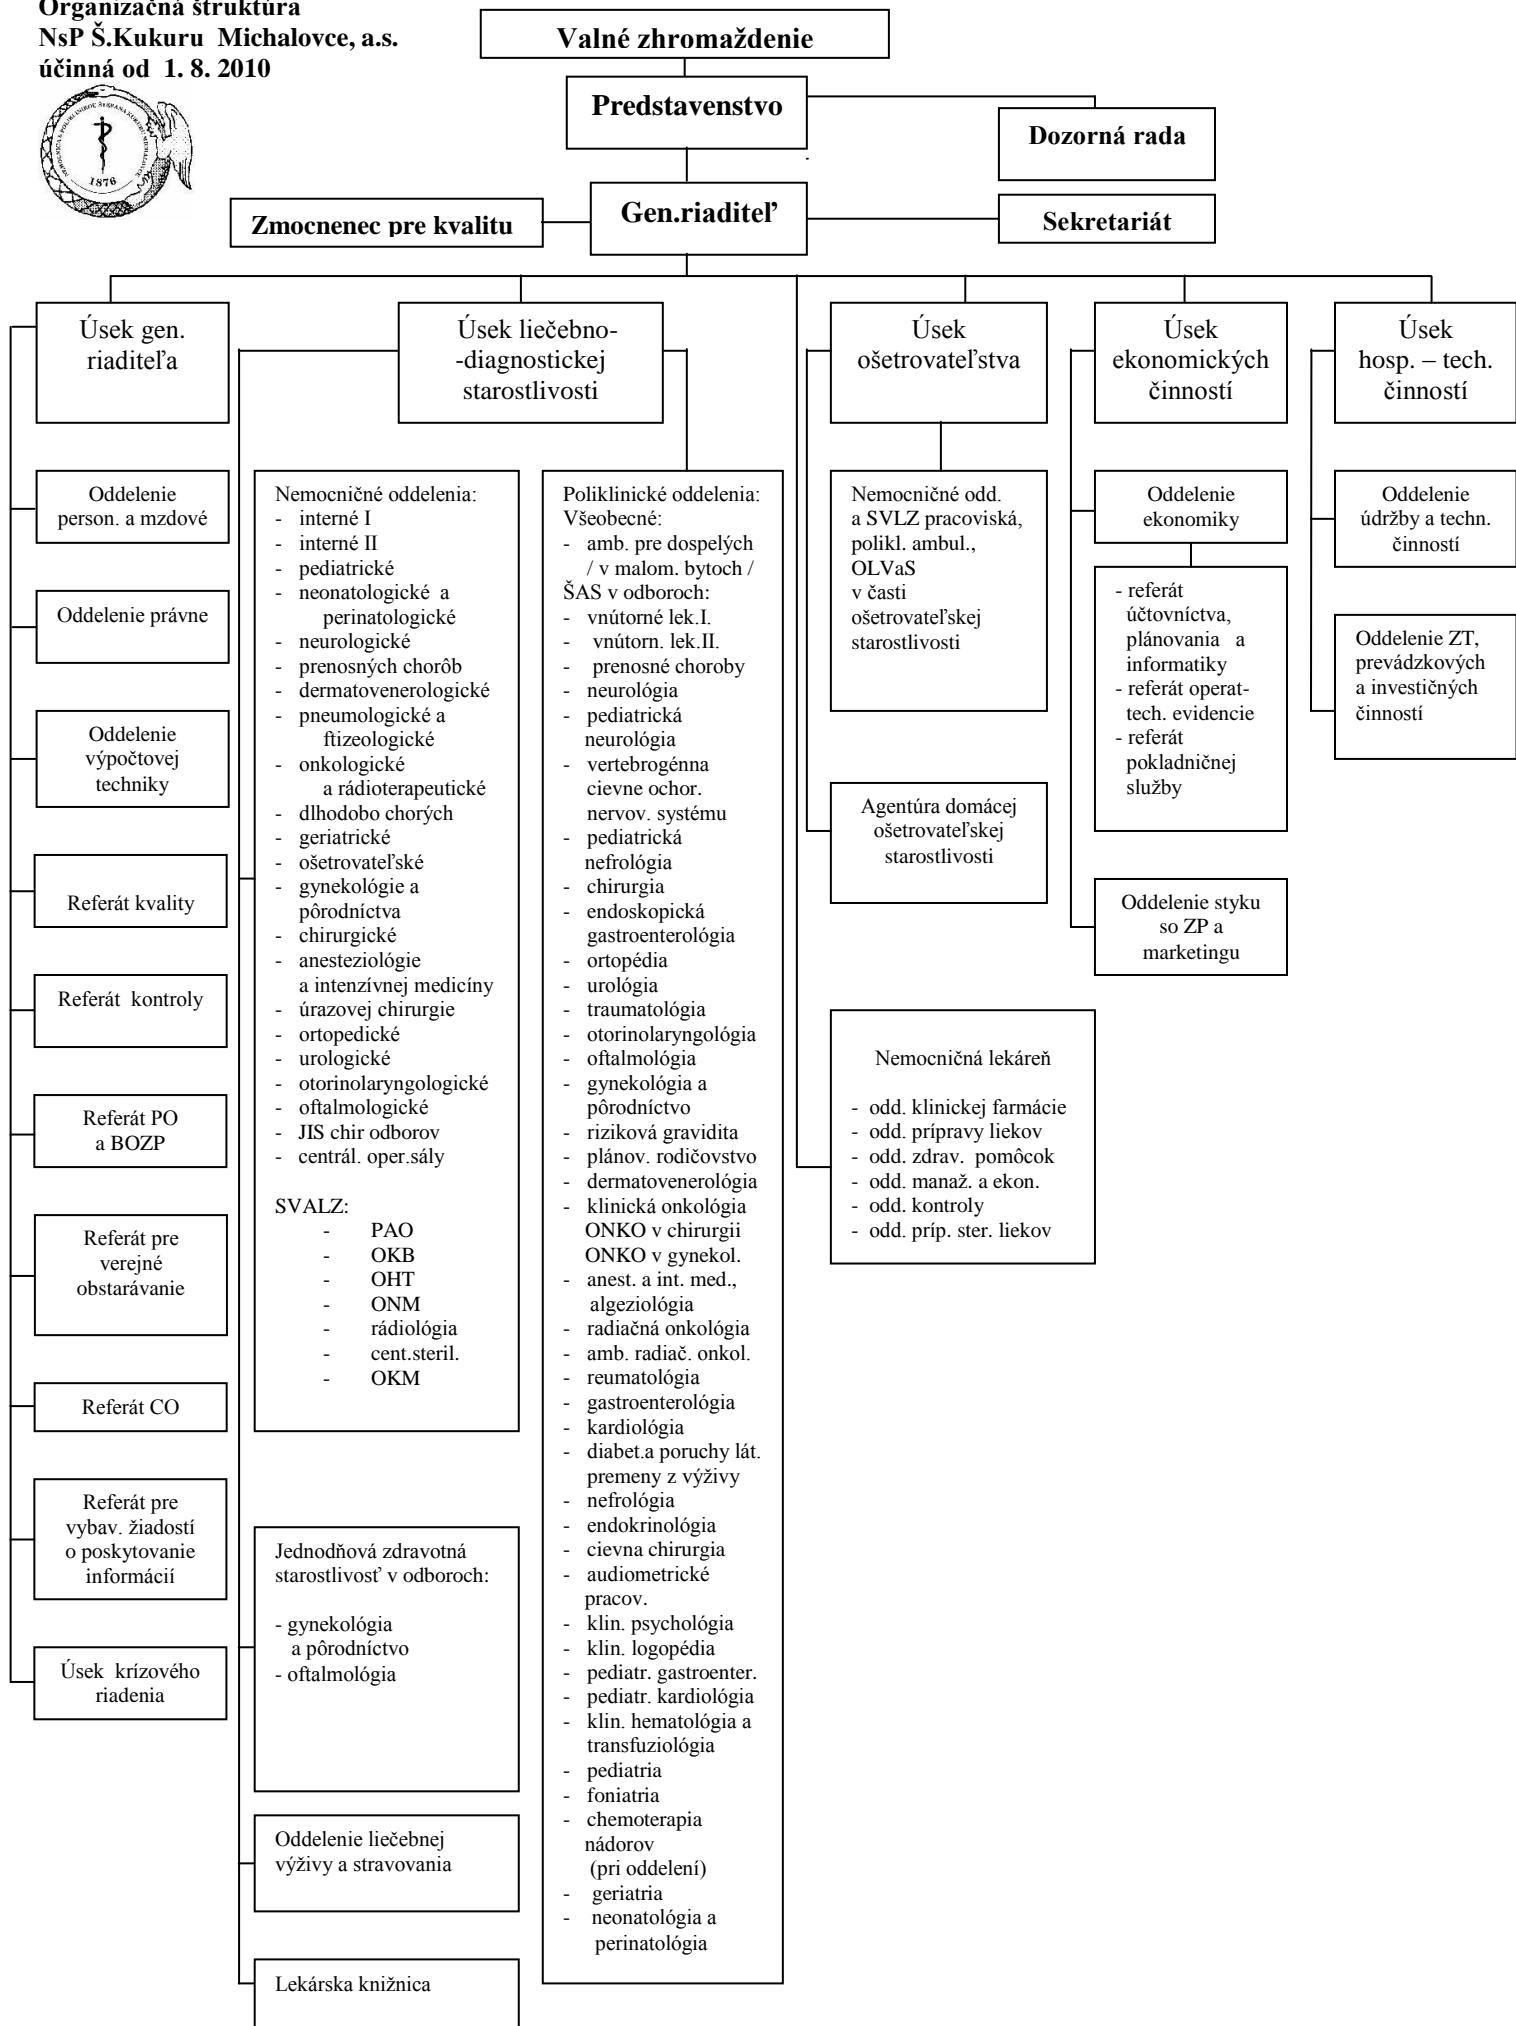 Organizačná štruktúra
NsP Š.Kukuru Michalovce, a.s.
účinná od 1. 8. 2010
1876
Valné zhromaždenie
Predstavenstvo
Dozorná rada
Gen.riaditeľ
Zmocnenec pre kvalitu
Sekretariát
Úsek gen.
riaditeľa
Úsek liečebno-
-diagnostickej
starostlivosti
Úsek
ošetrovateľstva
Úsek
ekonomických
činností
Úsek
hosp. – tech.
činností
Oddelenie
person. a mzdové
Oddelenie právne
Oddelenie
výpočtovej
techniky
Referát kvality
Referát kontroly
Referát PO
a BOZP
Referát pre
verejné
obstarávanie
Referát CO
Referát pre
vybav. žiadostí
o poskytovanie
informácií
Úsek krízového
riadenia
Nemocničné oddelenia:
- interné I
- interné II
- pediatrické
- neonatologické a
perinatologické
- neurologické
- prenosných chorôb
- dermatovenerologické
- pneumologické a
ftizeologické
- onkologické
a rádioterapeutické
- dlhodobo chorých
- geriatrické
- ošetrovateľské
- gynekológie a
pôrodníctva
- chirurgické
- anesteziológie
a intenzívnej medicíny
- úrazovej chirurgie
- ortopedické
- urologické
- otorinolaryngologické
- oftalmologické
- JIS chir odborov
- centrál. oper.sály
SVALZ:
- PAO
- OKB
- OHT
- ONM
- rádiológia
- cent.steril.
- OKM
Jednodňová zdravotná
starostlivosť v odboroch:
- gynekológia
a pôrodníctvo
- oftalmológia
Oddelenie liečebnej
výživy a stravovania
Lekárska knižnica
Poliklinické oddelenia:
Všeobecné:
- amb. pre dospelých
/ v malom. bytoch /
ŠAS v odboroch:
- vnútorné lek.I.
- vnútorn. lek.II.
- prenosné choroby
- neurológia
- pediatrická
neurológia
- vertebrogénna
cievne ochor.
nervov. systému
- pediatrická
nefrológia
- chirurgia
- endoskopická
gastroenterológia
- ortopédia
- urológia
- traumatológia
- otorinolaryngológia
- oftalmológia
- gynekológia a
pôrodníctvo
- riziková gravidita
- plánov. rodičovstvo
- dermatovenerológia
- klinická onkológia
ONKO v chirurgii
ONKO v gynekol.
- anest. a int. med.,
algeziológia
- radiačná onkológia
- amb. radiač. onkol.
- reumatológia
- gastroenterológia
- kardiológia
- diabet.a poruchy lát.
premeny z výživy
- nefrológia
- endokrinológia
- cievna chirurgia
- audiometrické
pracov.
- klin. psychológia
- klin. logopédia
- pediatr. gastroenter.
- pediatr. kardiológia
- klin. hematológia a
transfuziológia
- pediatria
- foniatria
- chemoterapia
nádorov
(pri oddelení)
- geriatria
- neonatológia a
perinatológia
Nemocničné odd.
a SVLZ pracoviská,
polikl. ambul.,
OLVaS
v časti
ošetrovateľskej
starostlivosti
Agentúra domácej
ošetrovateľskej
starostlivosti
Nemocničná lekáreň
- odd. klinickej farmácie
- odd. prípravy liekov
- odd. zdrav. pomôcok
- odd. manaž. a ekon.
- odd. kontroly
- odd. príp. ster. liekov
Oddelenie
ekonomiky
- referát
účtovníctva,
plánovania a
informatiky
- referát operat-
tech. evidencie
- referát
pokladničnej
služby
Oddelenie styku
so ZP a
marketingu
Oddelenie
údržby a techn.
činností
Oddelenie ZT,
prevádzkových
a investičných
činností